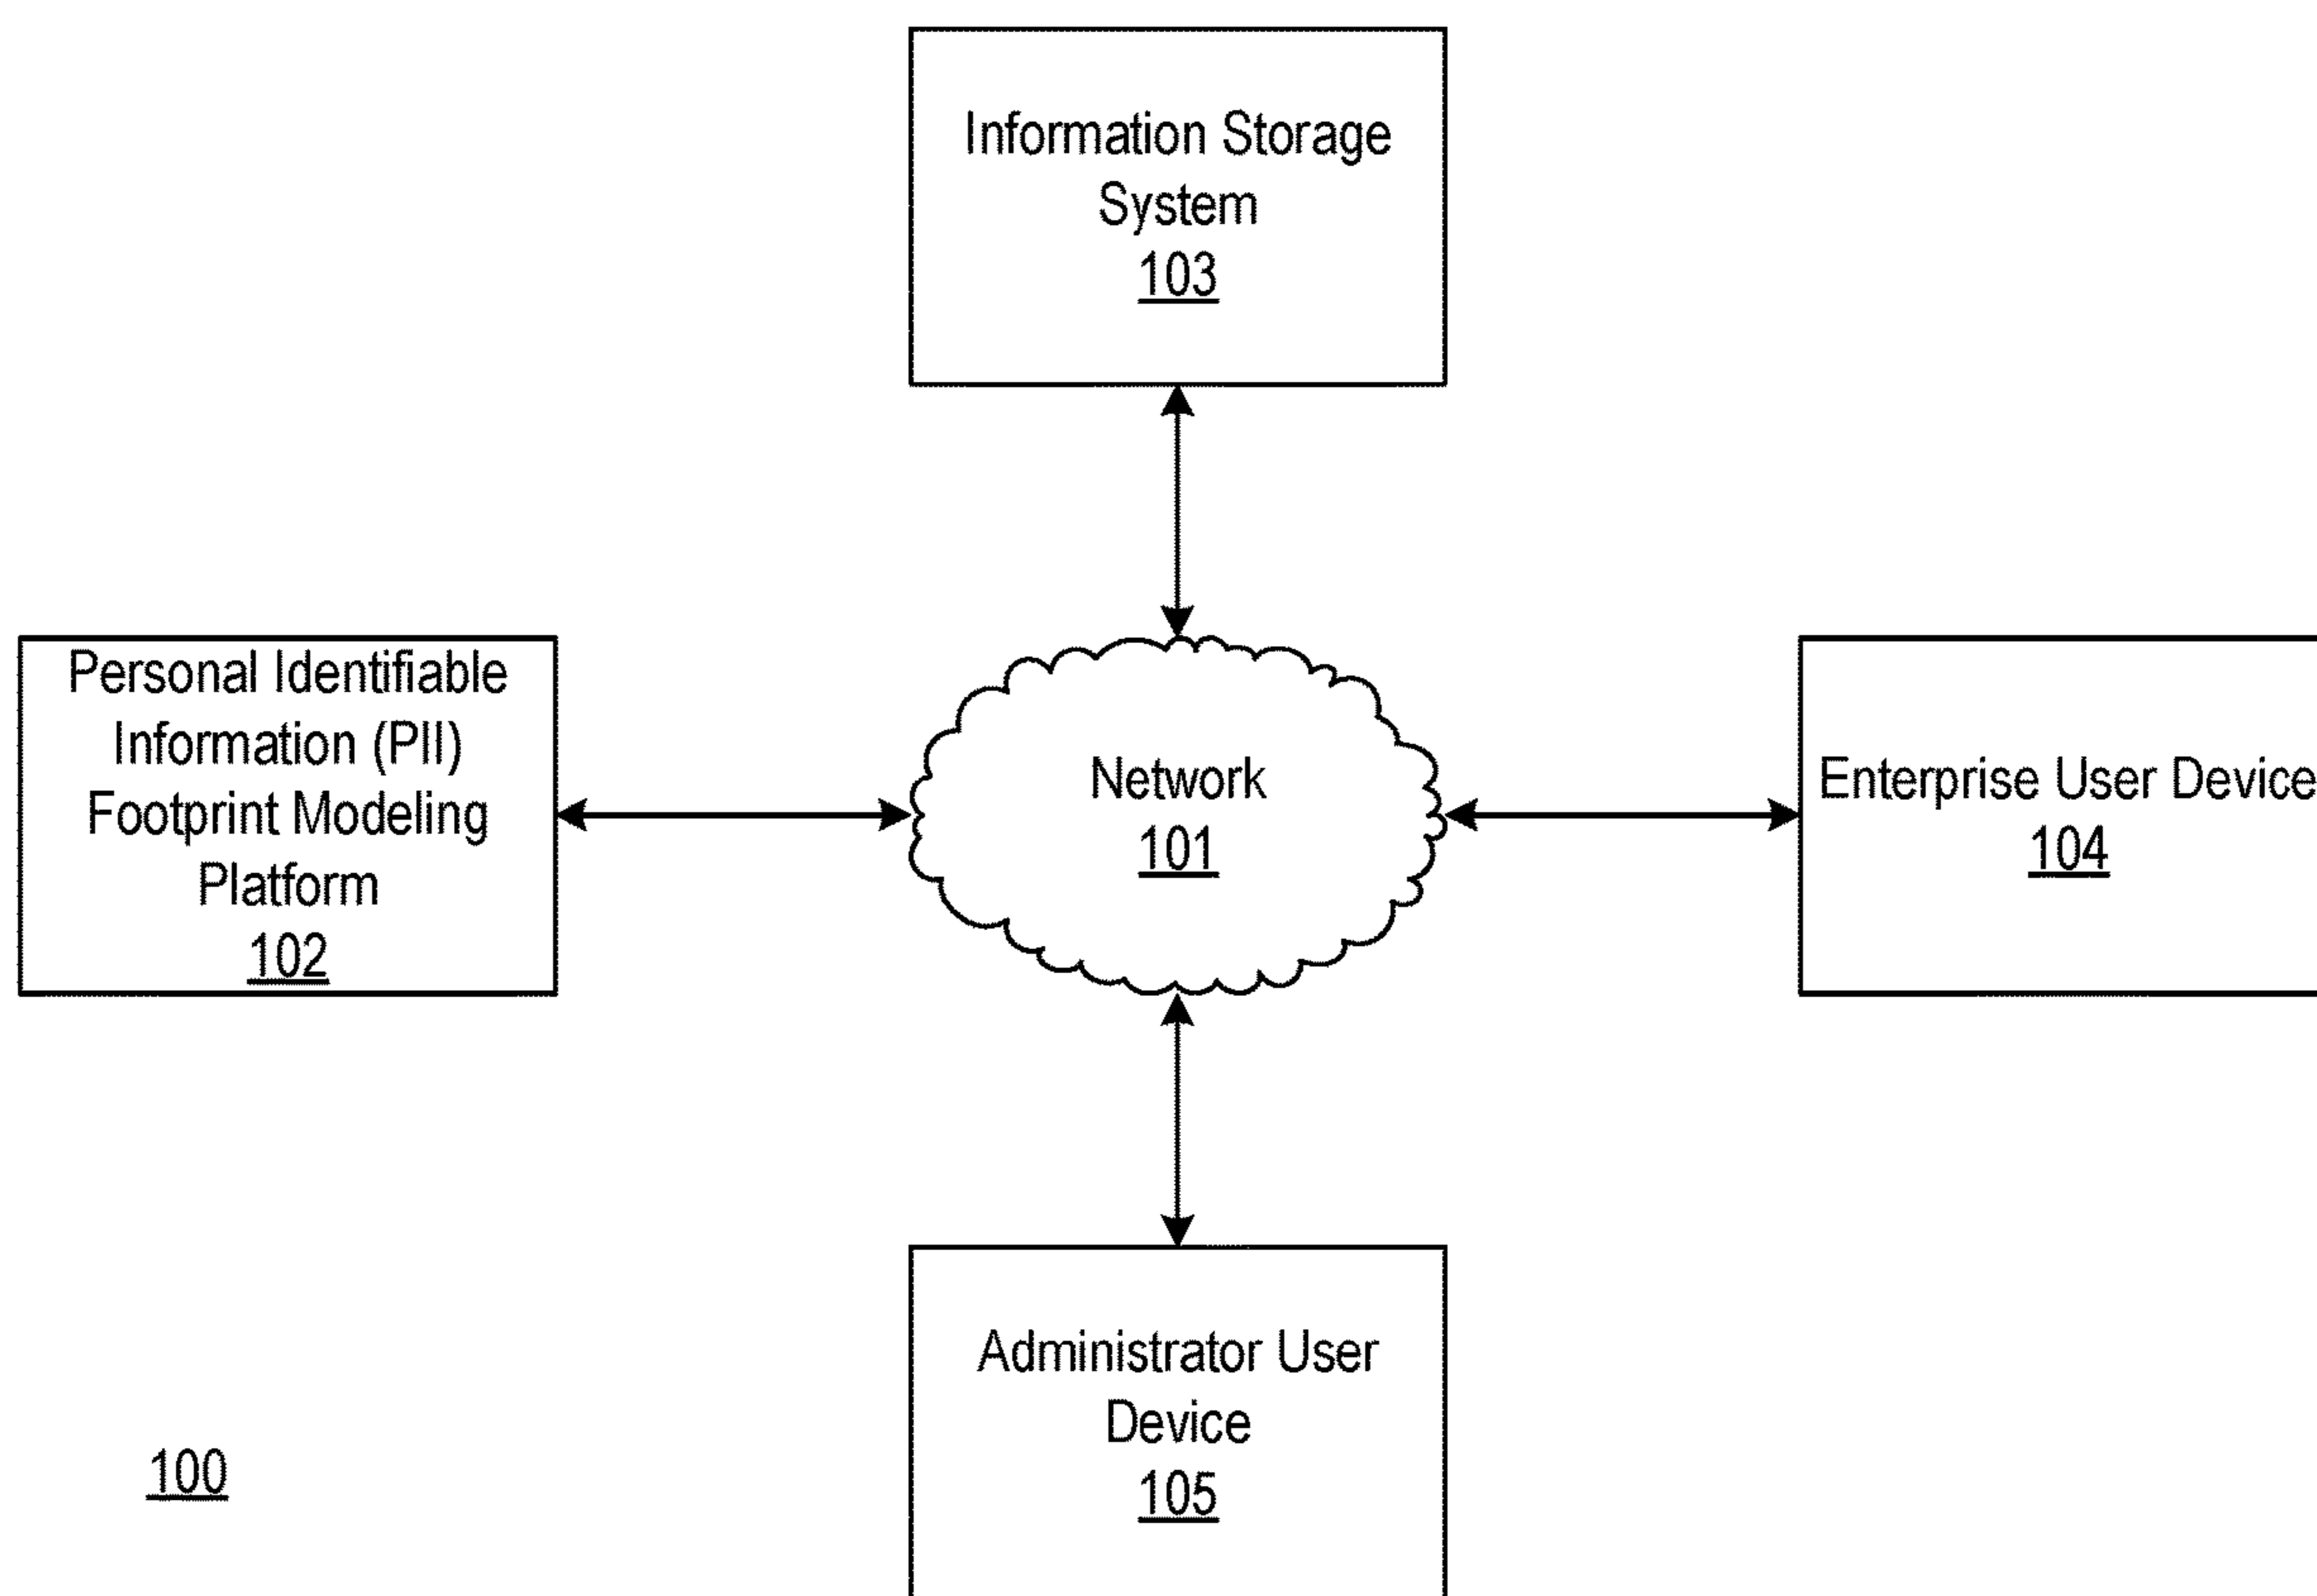 Information Storage
System
103
Personal Identifiable
Information (PII)
Footprint Modeling
Platform
102
Network
101
Enterprise User Device
104
Administrator User
Device
105
100